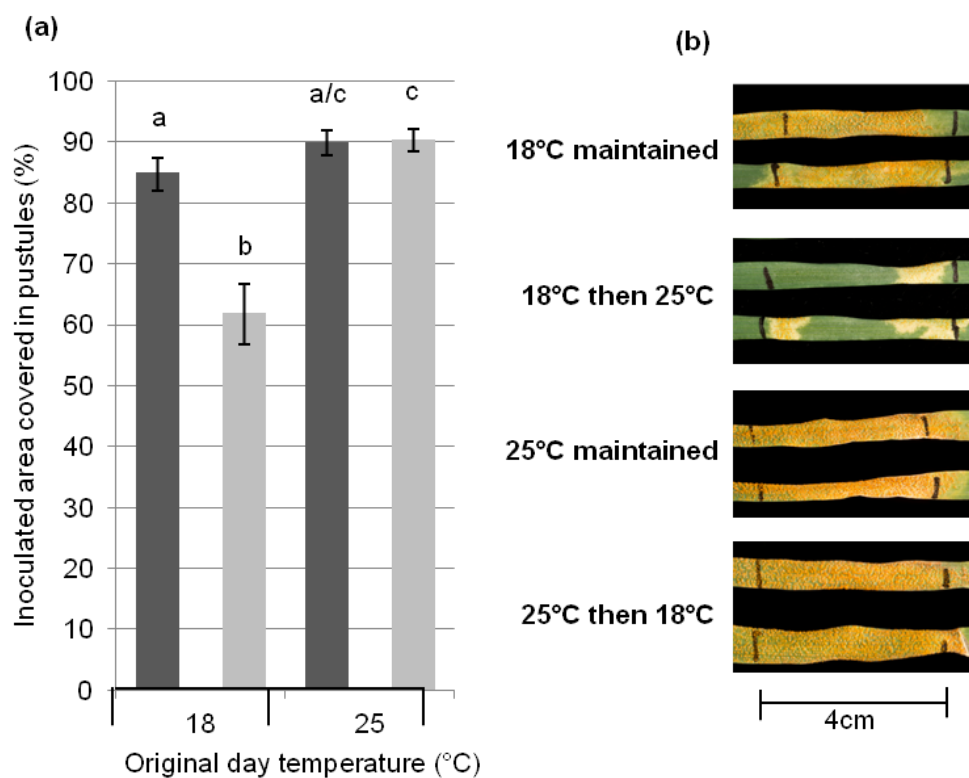 (a)
Inoculated area covered in pustules (%)
100
90
80
70
60
50
40
30
20
10
0
a
b
a/c
c
18
25
Original day temperature (°C)
(b)
18°C maintained
18°C then 25°C
25°C maintained
25°C then 18°C
4cm